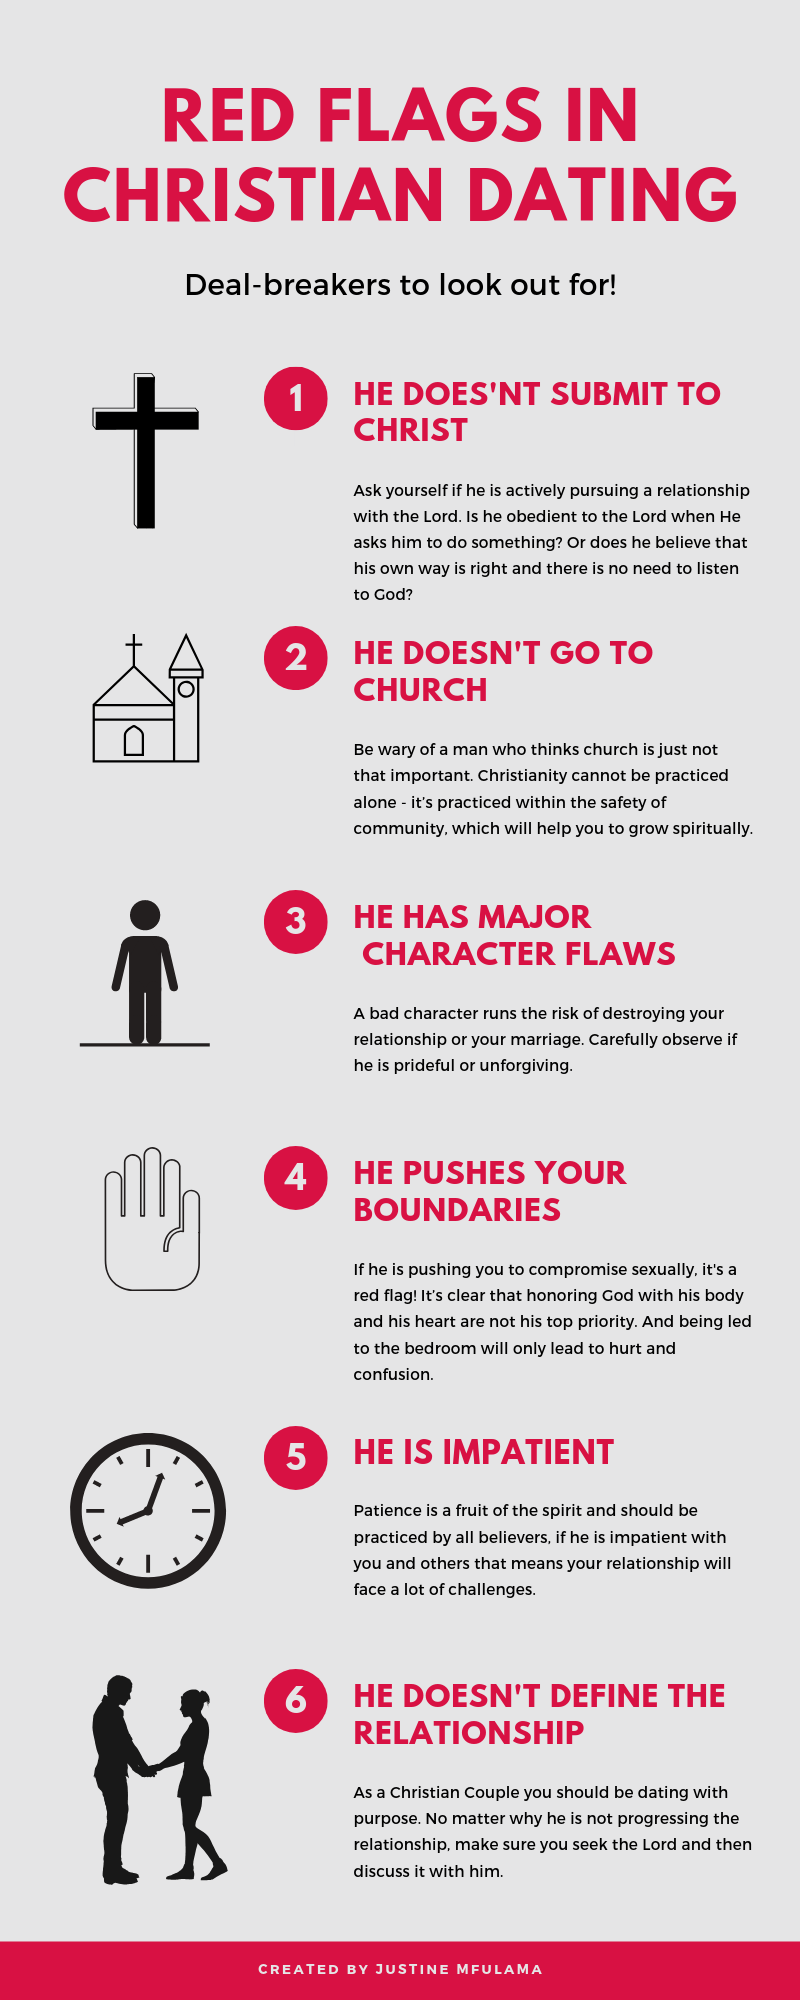 RED FLAGS IN
CHRISTIAN DATING
Deal-breakers to look out for!
1
HE DOES'NT SUBMIT TO
CHRIST
Ask yourself if he is actively pursuing a relationship
with the Lord. Is he obedient to the Lord when He
asks him to do something? Or does he believe that
his own way is right and there is no need to listen
to God?
2
HE DOESN'T GO TO
CHURCH
Be wary of a man who thinks church is just not
that important. Christianity cannot be practiced
alone - it's practiced within the safety of
community, which will help you to grow spiritually.
3
HE HAS MAJOR
CHARACTER FLAWS
A bad character runs the risk of destroying your
relationship or your marriage. Carefully observe if
he is prideful or unforgiving.
4
HE PUSHES YOUR
BOUNDARIES
If he is pushing you to compromise sexually, it's a
red flag! It's clear that honoring God with his body
and his heart are not his top priority. And being led
to the bedroom will only lead to hurt and
confusion.
5
HE IS IMPATIENT
Patience is a fruit of the spirit and should be
practiced by all believers, if he is impatient with
you and others that means your relationship will
face a lot of challenges.
6
HE DOESN'T DEFINE THE
RELATIONSHIP
As a Christian Couple you should be dating with
purpose. No matter why he is not progressing the
relationship, make sure you seek the Lord and then
discuss it with him.
CREATED BY JUSTINE MFULAMA